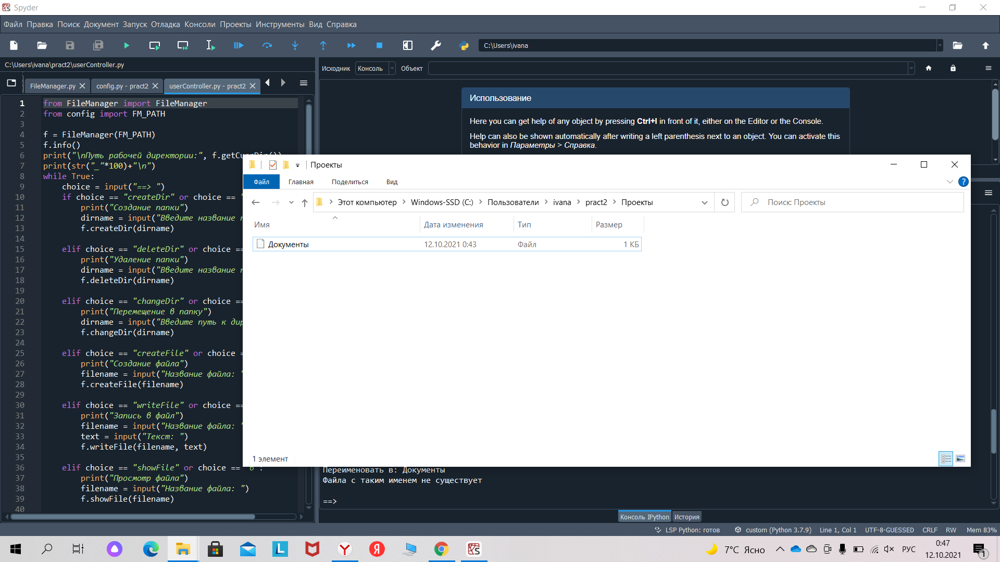 Spyder
Файл Правка Поиск Документ Запуск Отладка Консоли Проекты Инструменты Вид Справка
C:\Users\ivana
C:\Users\ivana\pract2\userController.py
Исходник Консоль Объект
FileManager.py config.py - pract2 userController.py - pract2
1 from FileManager import FileManager
2 from config import FM_PATH
3
4 f = FileManager(FM_PATH)
5 f.info()
6 print("\nПуть рабочей директории:", f.getCurrDir())
7 print(str("_"*100)+"\n")
8 while True:
9 choice = input("==> ")
10 if choice == "createDir" or choice == "
11 print("Создание папки")
12 dirname = input("Введите название
13 f.createDir(dirname)
14
15 elif choice == "deleteDir" or choice ==
16 print("Удаление папки")
17 dirname = input("Введите название
18 f.deleteDir(dirname)
19
20 elif choice == "changeDir" or choice ==
21 print("Перемещение в папку")
22 dirname = input("Введите путь к дир
23 f.changeDir(dirname)
24
25 elif choice == "createFile" or choice =
26 print("Создание файла")
27 filename = input("Название файла: "
28 f.createFile(filename)
29
30 elif choice == "writeFile" or choice ==
31 print("Запись в файл")
32 filename = input("Название файла: "
33 text = input("Текст: ")
34 f.writeFile(filename, text)
35
36 elif choice == "showFile" or choice == "6":
37 print("Просмотр файла")
38 filename = input("Название файла: ")
39 f.showFile(filename)
40
Использование
Here you can get help of any object by pressing Ctrl+I in front of it, either on the Editor or the Console.
Help can also be shown automatically after writing a left parenthesis next to an object. You can activate this
behavior in Параметры > Справка.
Проекты
Файл Главная Поделиться Вид
Этот компьютер Windows-SSD (C:) Пользователи ivana pract2 Проекты
Поиск: Проекты
Имя Дата изменения Тип Размер
Документы 12.10.2021 0:43 Файл 1 КБ
1 элемент
Переименовать в: Документы
Файла с таким именем не существует
==>
Консоль IPython История
LSP Python: готов custom (Python 3.7.9) Line 1, Col 1 UTF-8-GUESSED CRLF RW Mem 83%
7°C Ясно РУС 0:47
12.10.2021
1